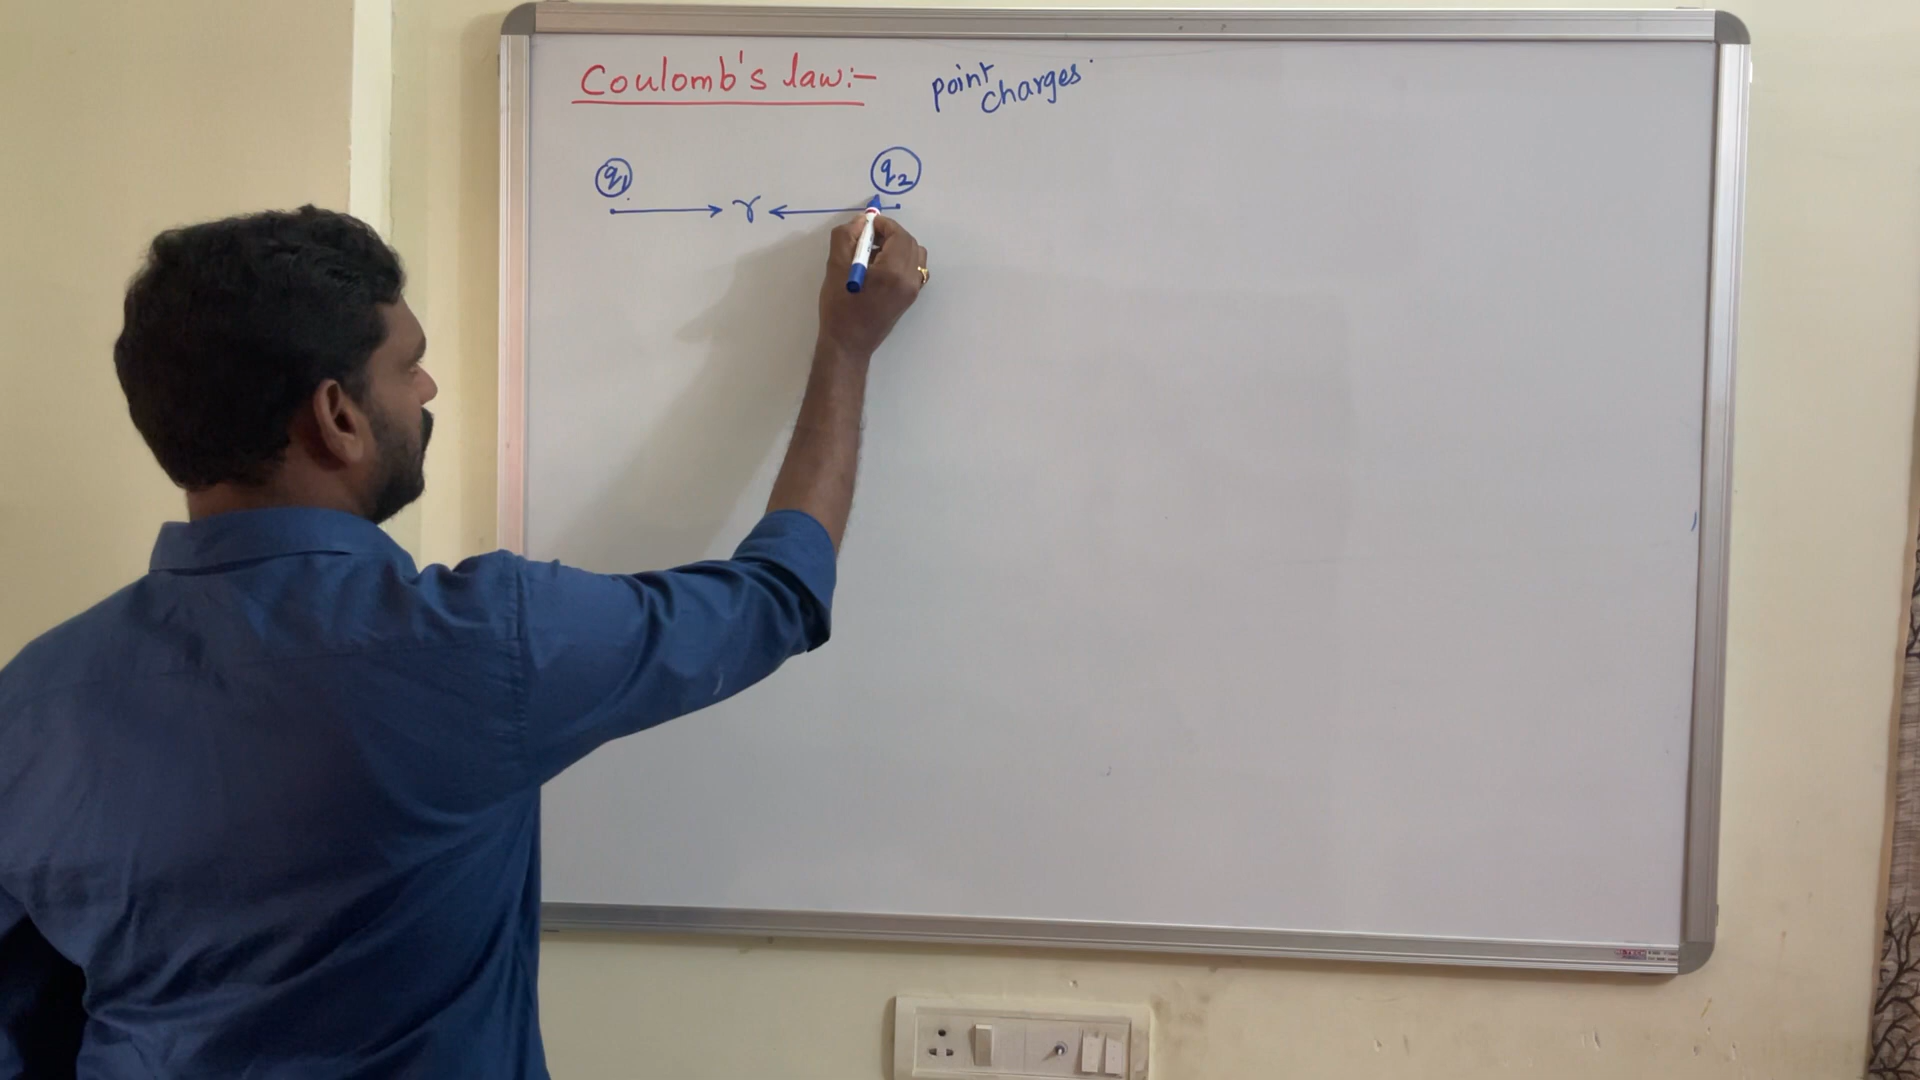 Coulomb's law:-
point charges
q1 q2
r